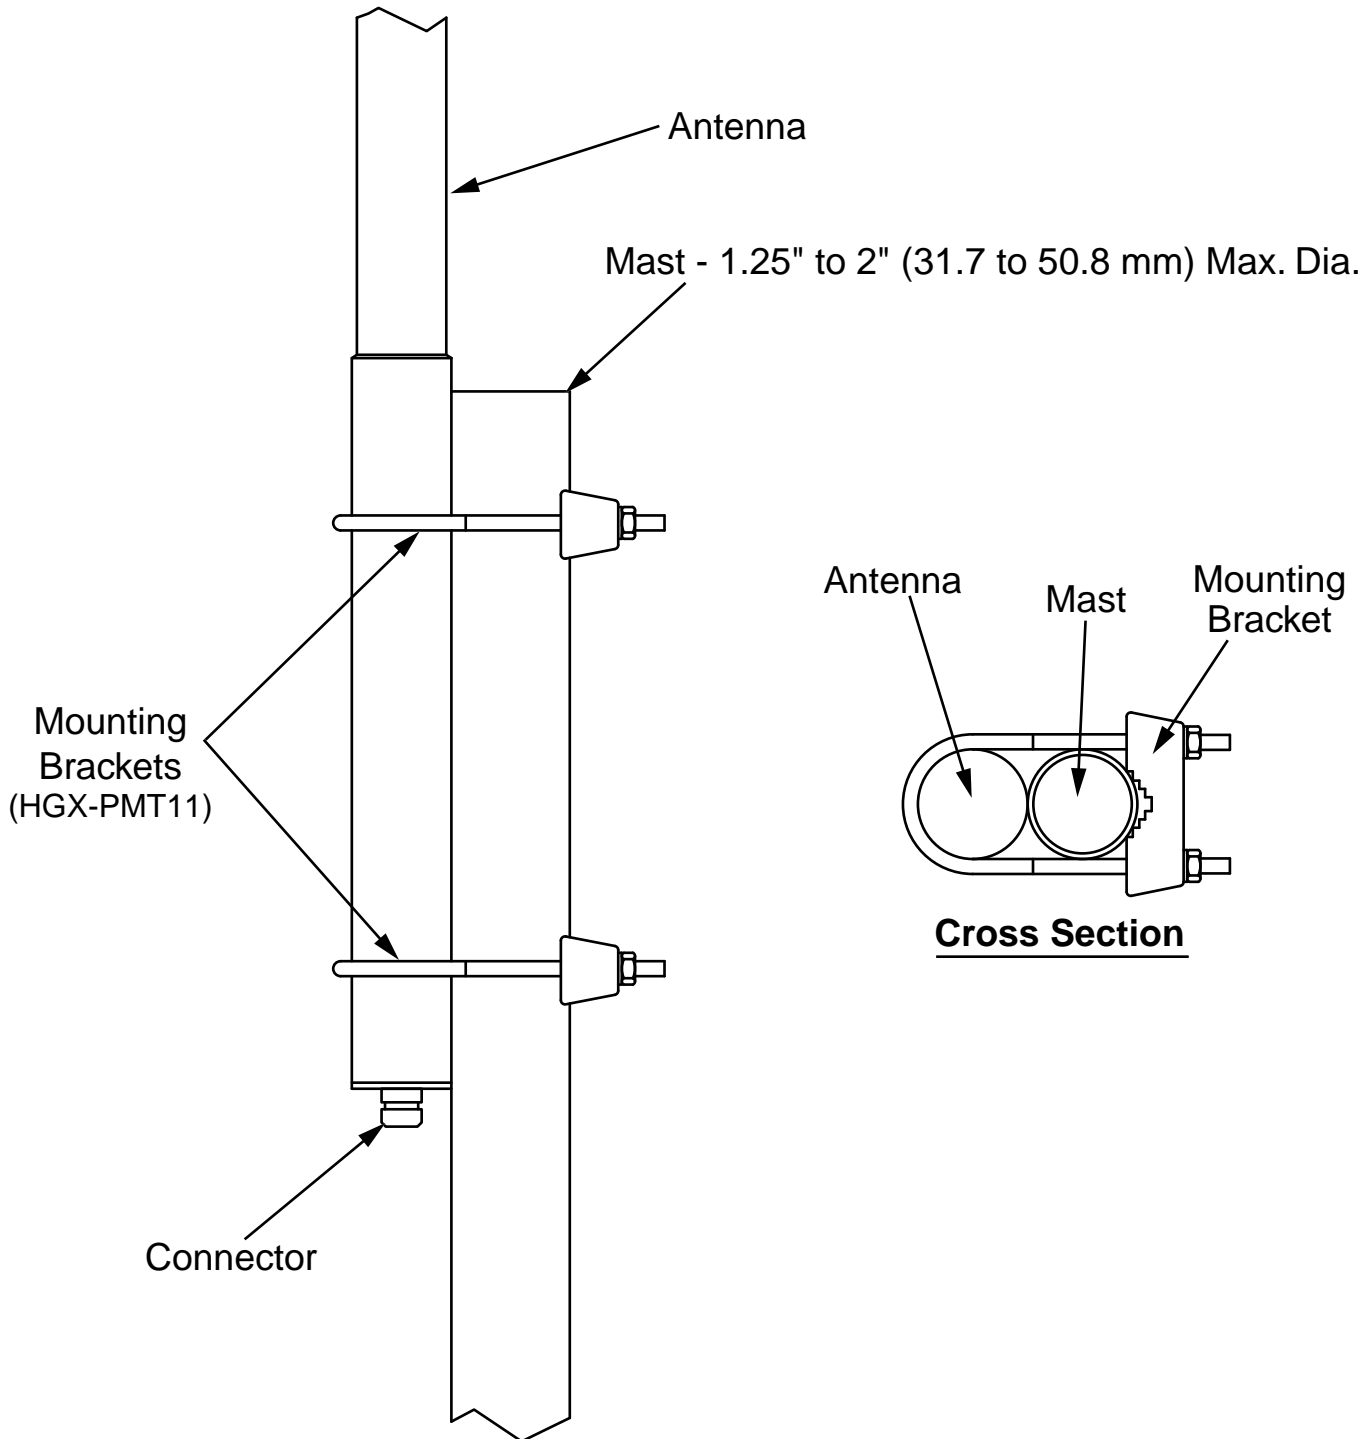 Antenna
Mast - 1.25" to 2" (31.7 to 50.8 mm) Max. Dia.
Antenna
Mast
Mounting
Bracket
Mounting
Brackets
(HGX-PMT11)
Cross Section
Connector